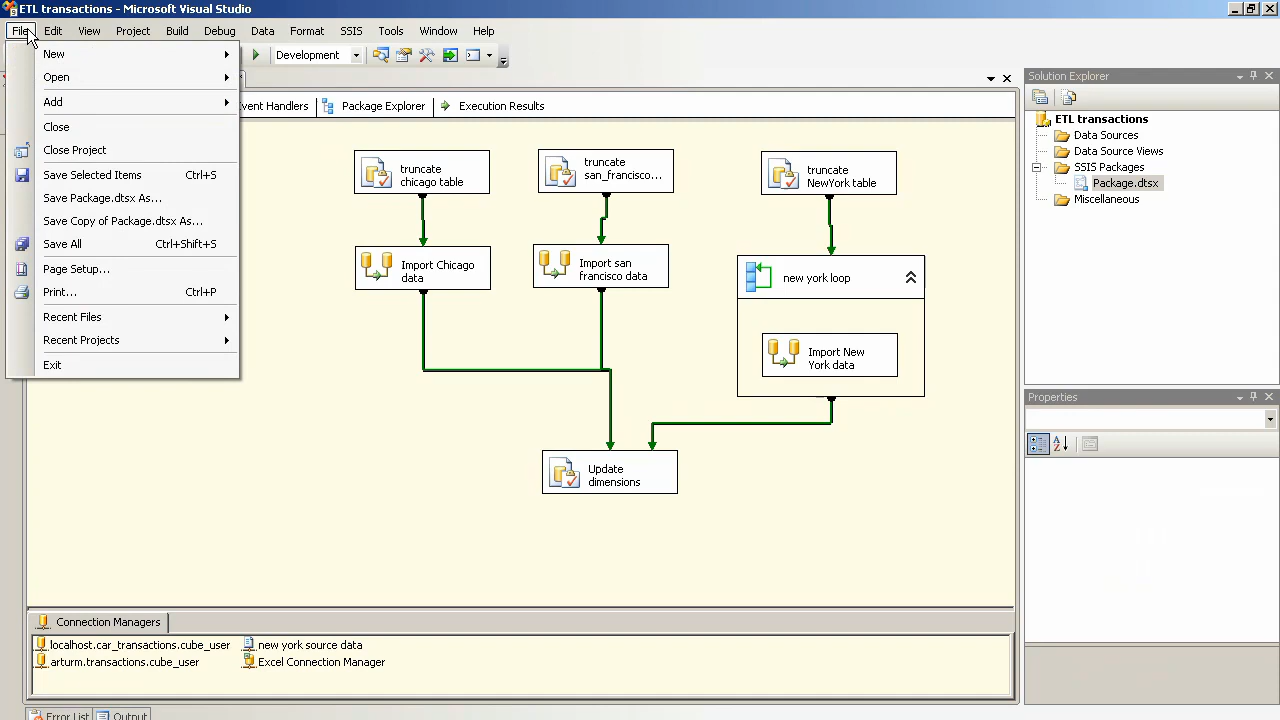 ETL transactions - Microsoft Visual Studio
File Edit View Project Build Debug Data Format SSIS Tools Window Help
New
Open
Add
Close
Close Project
Save Selected Items Ctrl+S
Save Package.dtsx As...
Save Copy of Package.dtsx As...
Save All Ctrl+Shift+S
Page Setup...
Print... Ctrl+P
Recent Files
Recent Projects
Exit
Development
Event Handlers
Package Explorer
Execution Results
truncate
chicago table
truncate
san_francisco...
truncate
NewYork table
Import Chicago
data
Import san
francisco data
new york loop
Import New
York data
Update
dimensions
Connection Managers
localhost.car_transactions.cube_user
new york source data
arturm.transactions.cube_user
Excel Connection Manager
Error List
Output
Solution Explorer
ETL transactions
Data Sources
Data Source Views
SSIS Packages
Package.dtsx
Miscellaneous
Properties